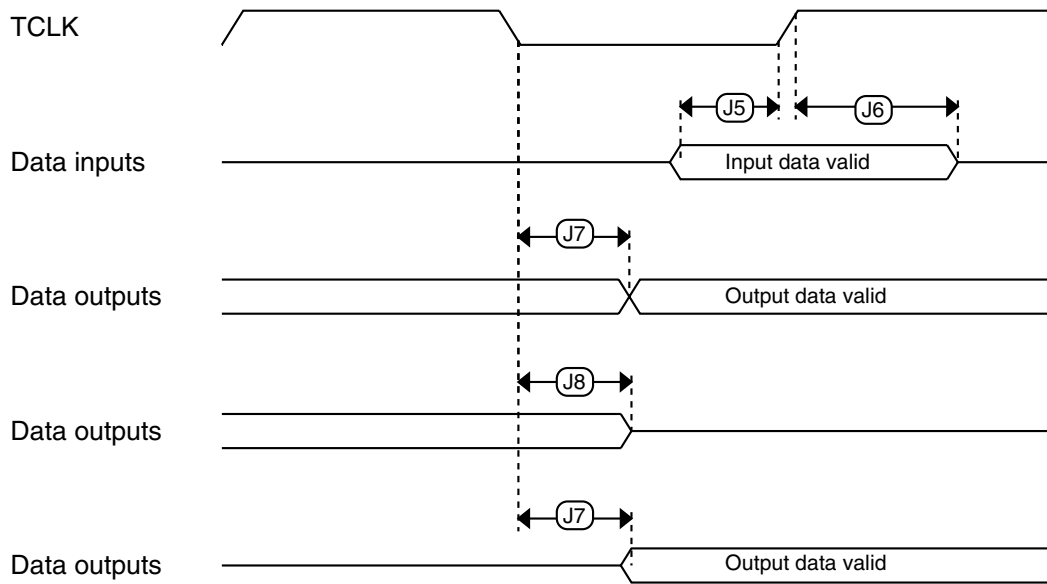 TCLK
J5
J6
Data inputs
Input data valid
J7
Data outputs
Output data valid
J8
Data outputs
J7
Data outputs
Output data valid